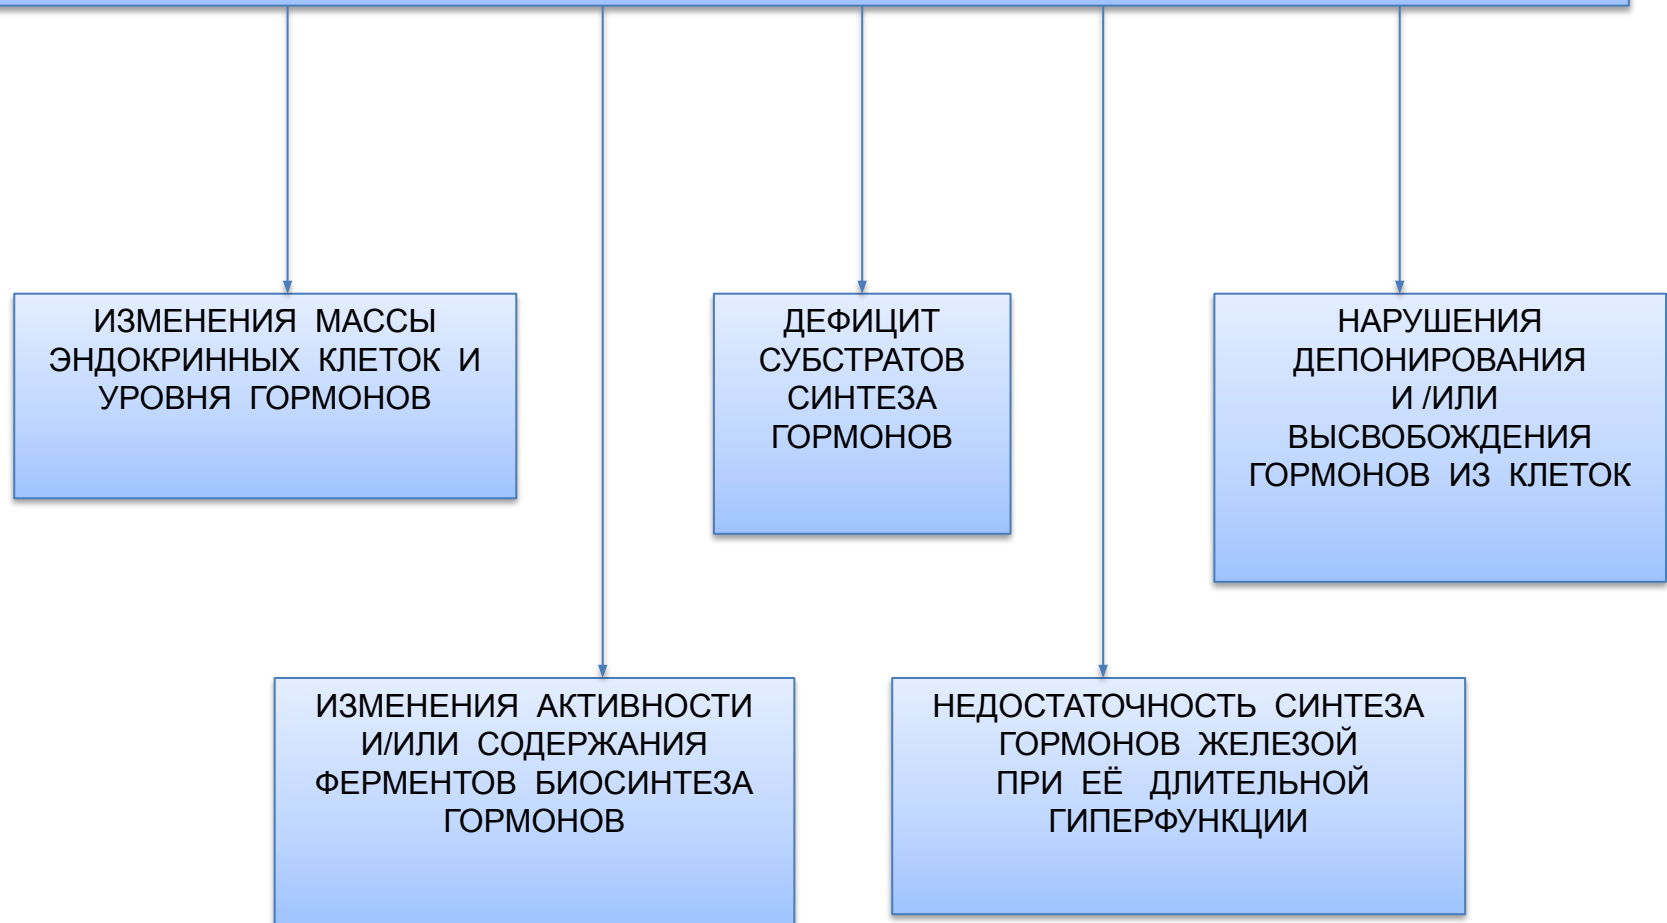 ИЗМЕНЕНИЯ МАССЫ
ЭНДОКРИННЫХ КЛЕТОК И
УРОВНЯ ГОРМОНОВ
ДЕФИЦИТ
СУБСТРАТОВ
СИНТЕЗА
ГОРМОНОВ
НАРУШЕНИЯ
ДЕПОНИРОВАНИЯ
И /ИЛИ
ВЫСВОБОЖДЕНИЯ
ГОРМОНОВ ИЗ КЛЕТОК
ИЗМЕНЕНИЯ АКТИВНОСТИ
И/ИЛИ СОДЕРЖАНИЯ
ФЕРМЕНТОВ БИОСИНТЕЗА
ГОРМОНОВ
НЕДОСТАТОЧНОСТЬ СИНТЕЗА
ГОРМОНОВ ЖЕЛЕЗОЙ
ПРИ ЕЁ ДЛИТЕЛЬНОЙ
ГИПЕРФУНКЦИИ